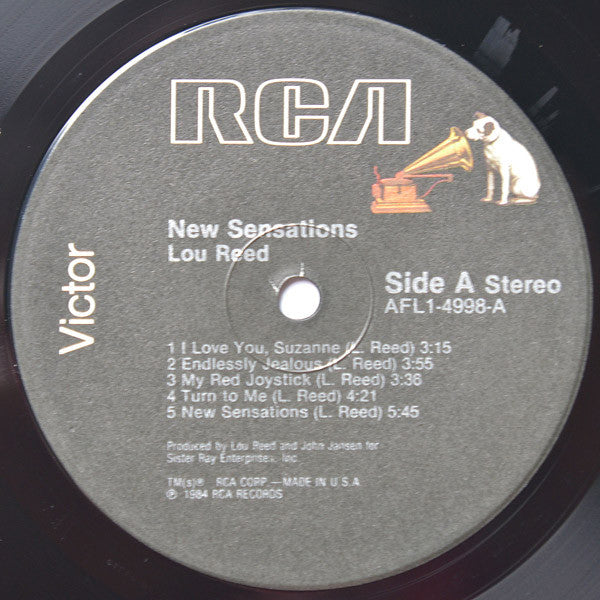 RCA
Victor
New Sensations
Lou Reed
Side A Stereo
AFL1-4998-A
1 I Love You, Suzanne (L. Reed) 3:15
2 Endlessly Jealous (L. Reed) 3:55
3 My Red Joystick (L. Reed) 3:36
4 Turn to Me (L. Reed) 4:21
5 New Sensations (L. Reed) 5:45
Produced by Lou Reed and John Jansen for
Sister Ray Enterprises, Inc.
TM(s)® RCA CORP.—MADE IN U.S.A.
℗ 1984 RCA RECORDS